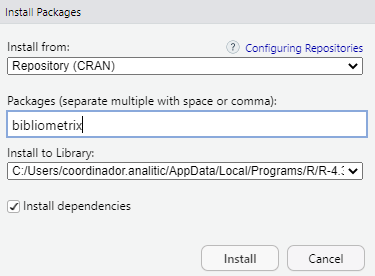 Install Packages
Install from:
? Configuring Repositories
Repository (CRAN)
Packages (separate multiple with space or comma):
bibliometrix
Install to Library:
C:/Users/coordinador.analitic/AppData/Local/Programs/R/R-4.3
Install dependencies
Install Cancel